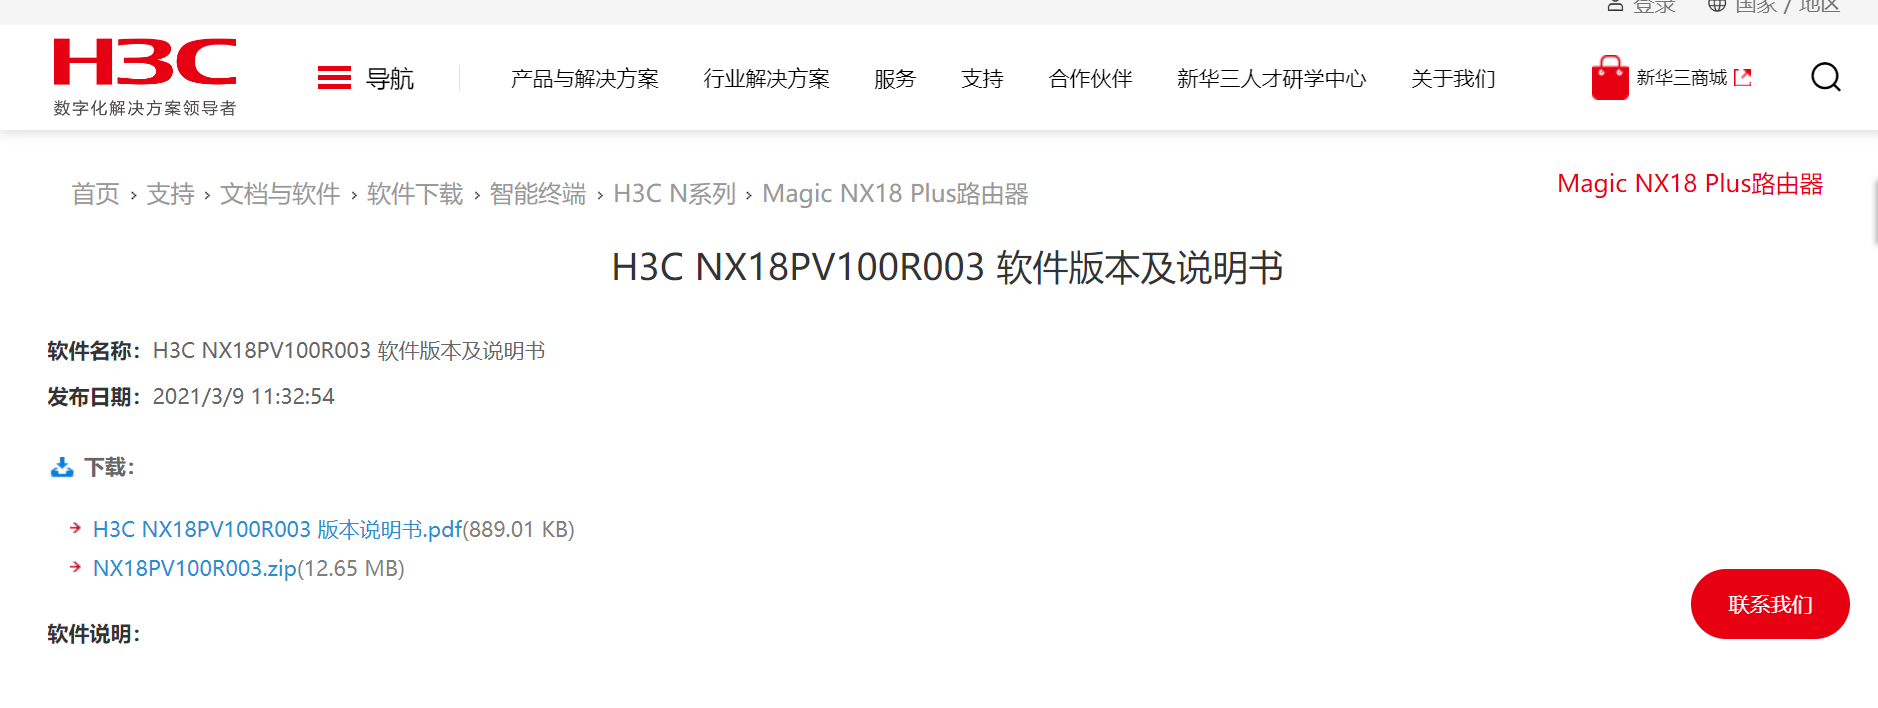 登录 国家 / 地区
H3C
数字化解决方案领导者
导航 产品与解决方案 行业解决方案 服务 支持 合作伙伴 新华三人才研学中心 关于我们 新华三商城
首页 › 支持 › 文档与软件 › 软件下载 › 智能终端 › H3C N系列 › Magic NX18 Plus路由器
Magic NX18 Plus路由器
H3C NX18PV100R003 软件版本及说明书
软件名称：H3C NX18PV100R003 软件版本及说明书
发布日期：2021/3/9 11:32:54
下载：
H3C NX18PV100R003 版本说明书.pdf(889.01 KB)
NX18PV100R003.zip(12.65 MB)
联系我们
软件说明：